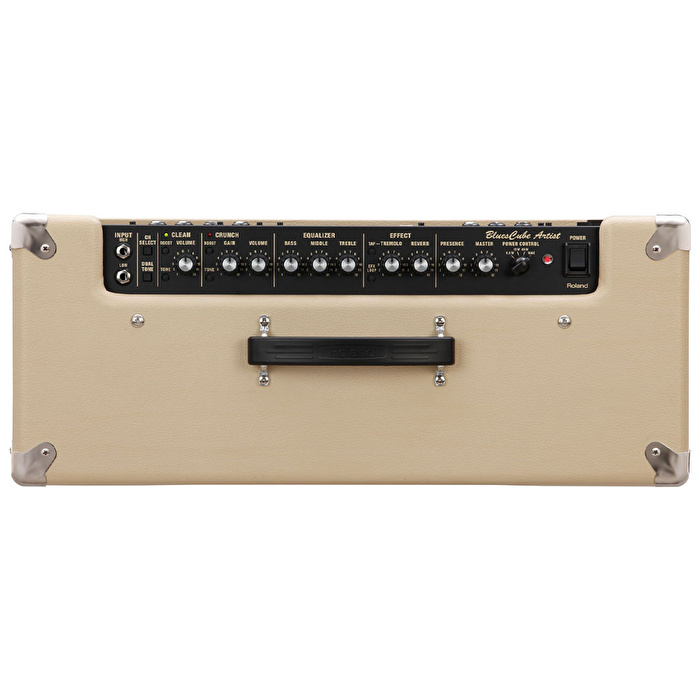 INPUT
HIGH
LOW
CH SELECT
DUAL TONE
CLEAN
BOOST VOLUME
TONE
CRUNCH
BOOST GAIN VOLUME
TONE
EQUALIZER
BASS MIDDLE TREBLE
EFFECT
TAP TREMOLO REVERB
EFX LOOP
BluesCube Artist
PRESENCE MASTER POWER CONTROL
POWER
Roland